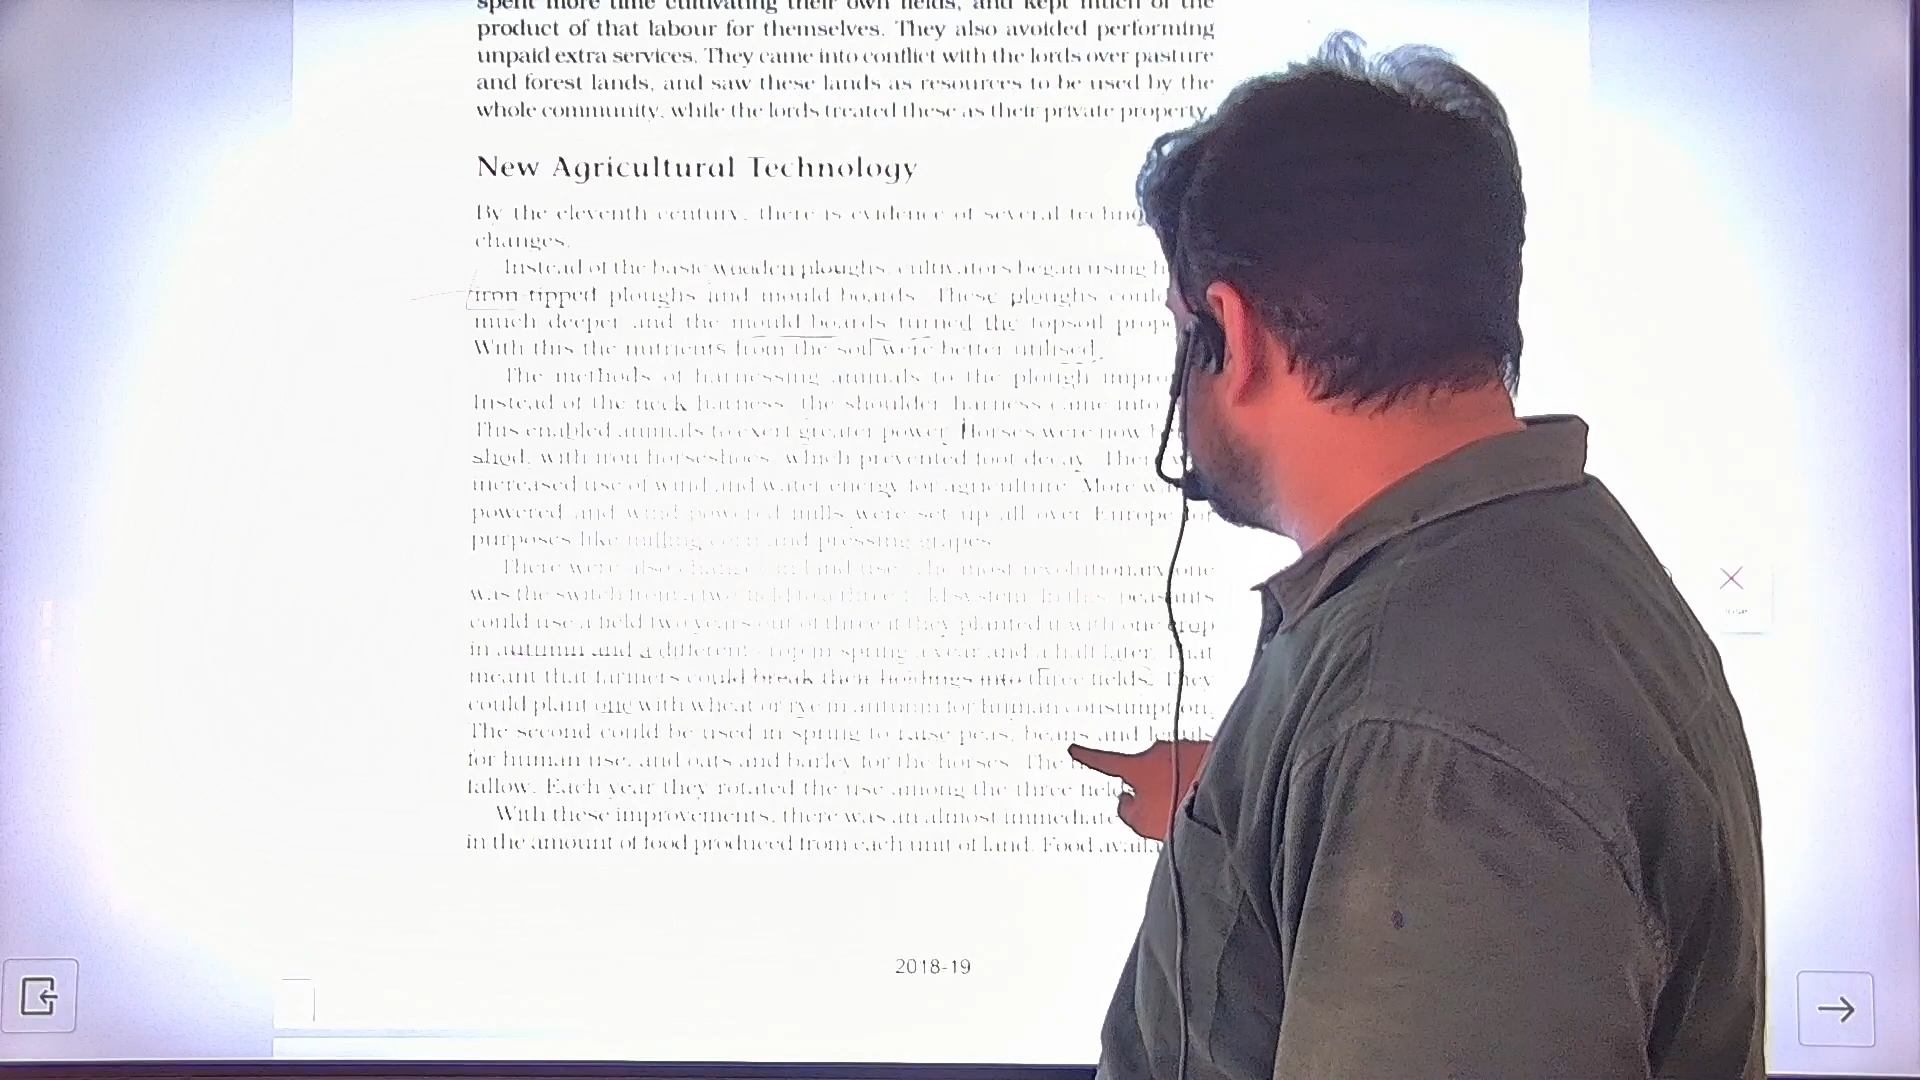 spent more time cultivating their own fields, and kept much of the
product of that labour for themselves. They also avoided performing
unpaid extra services. They came into conflict with the lords over pasture
and forest lands, and saw these lands as resources to be used by the
whole community, while the lords treated these as their private property.
New Agricultural Technology
By the eleventh century, there is evidence of several techno
changes.
Instead of the basic wooden ploughs, cultivators began using
iron-tipped ploughs and mould-boards. These ploughs could
much deeper and the mould-boards turned the topsoil prop
With this the nutrients from the soil were better utilised.
The methods of harnessing animals to the plough impro
Instead of the neck-harness, the shoulder-harness came into
This enabled animals to exert greater power. Horses were now
shod, with iron horseshoes, which prevented foot decay. There
increased use of wind and water energy for agriculture. More
powered and wind-powered mills were set up all over Europe for
purposes like milling corn and pressing grapes.
There were also changes in land use. The most revolutionary one
was the switch from a two-field to a three-field system. In this, peasants
could use a field two years out of three if they planted it with one crop
in autumn and a different crop in spring a year and a half later. That
meant that farmers could break their holdings into three fields. They
could plant one with wheat or rye in autumn for human consumption.
The second could be used in spring to raise peas, beans and lentils
for human use, and oats and barley for the horses. The
fallow. Each year they rotated the use among the three fields
With these improvements, there was an almost immediate
in the amount of food produced from each unit of land. Food availa
2018-19